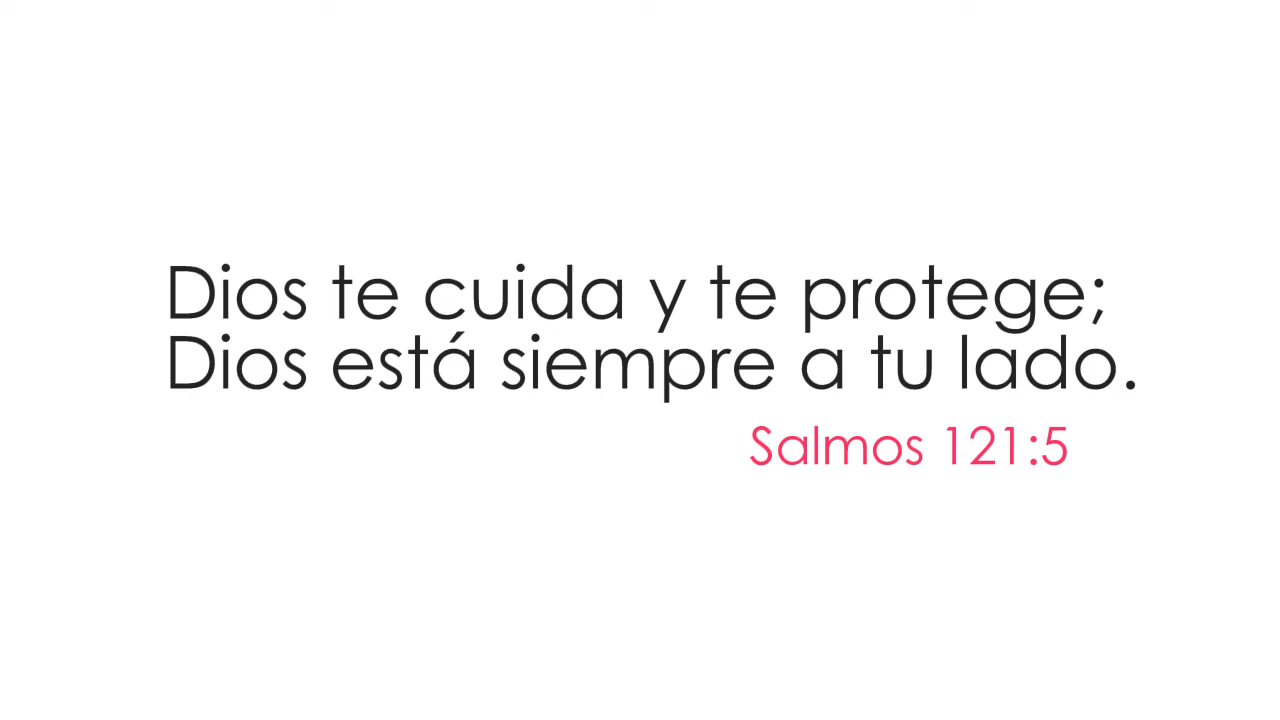 Dios te cuida y te protege;
Dios está siempre a tu lado.
Salmos 121:5